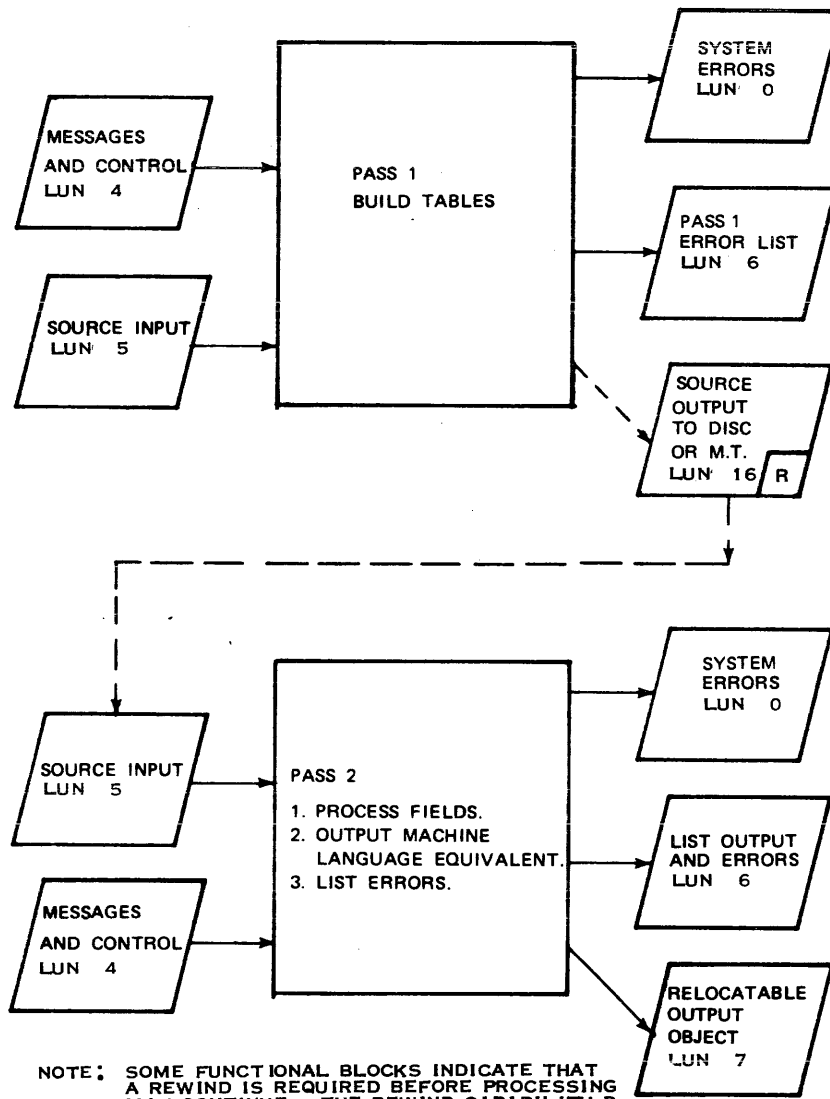 SYSTEM
ERRORS
LUN 0
MESSAGES
AND CONTROL
LUN 4
PASS 1
BUILD TABLES
PASS 1
ERROR LIST
LUN 6
SOURCE INPUT
LUN 5
SOURCE
OUTPUT
TO DISC
OR M.T.
LUN 16
R
SYSTEM
ERRORS
LUN 0
SOURCE INPUT
LUN 5
PASS 2
1. PROCESS FIELDS.
2. OUTPUT MACHINE
LANGUAGE EQUIVALENT.
3. LIST ERRORS.
LIST OUTPUT
AND ERRORS
LUN 6
MESSAGES
AND CONTROL
LUN 4
RELOCATABLE
OUTPUT
OBJECT
LUN 7
NOTE: SOME FUNCTIONAL BLOCKS INDICATE THAT
A REWIND IS REQUIRED BEFORE PROCESSING